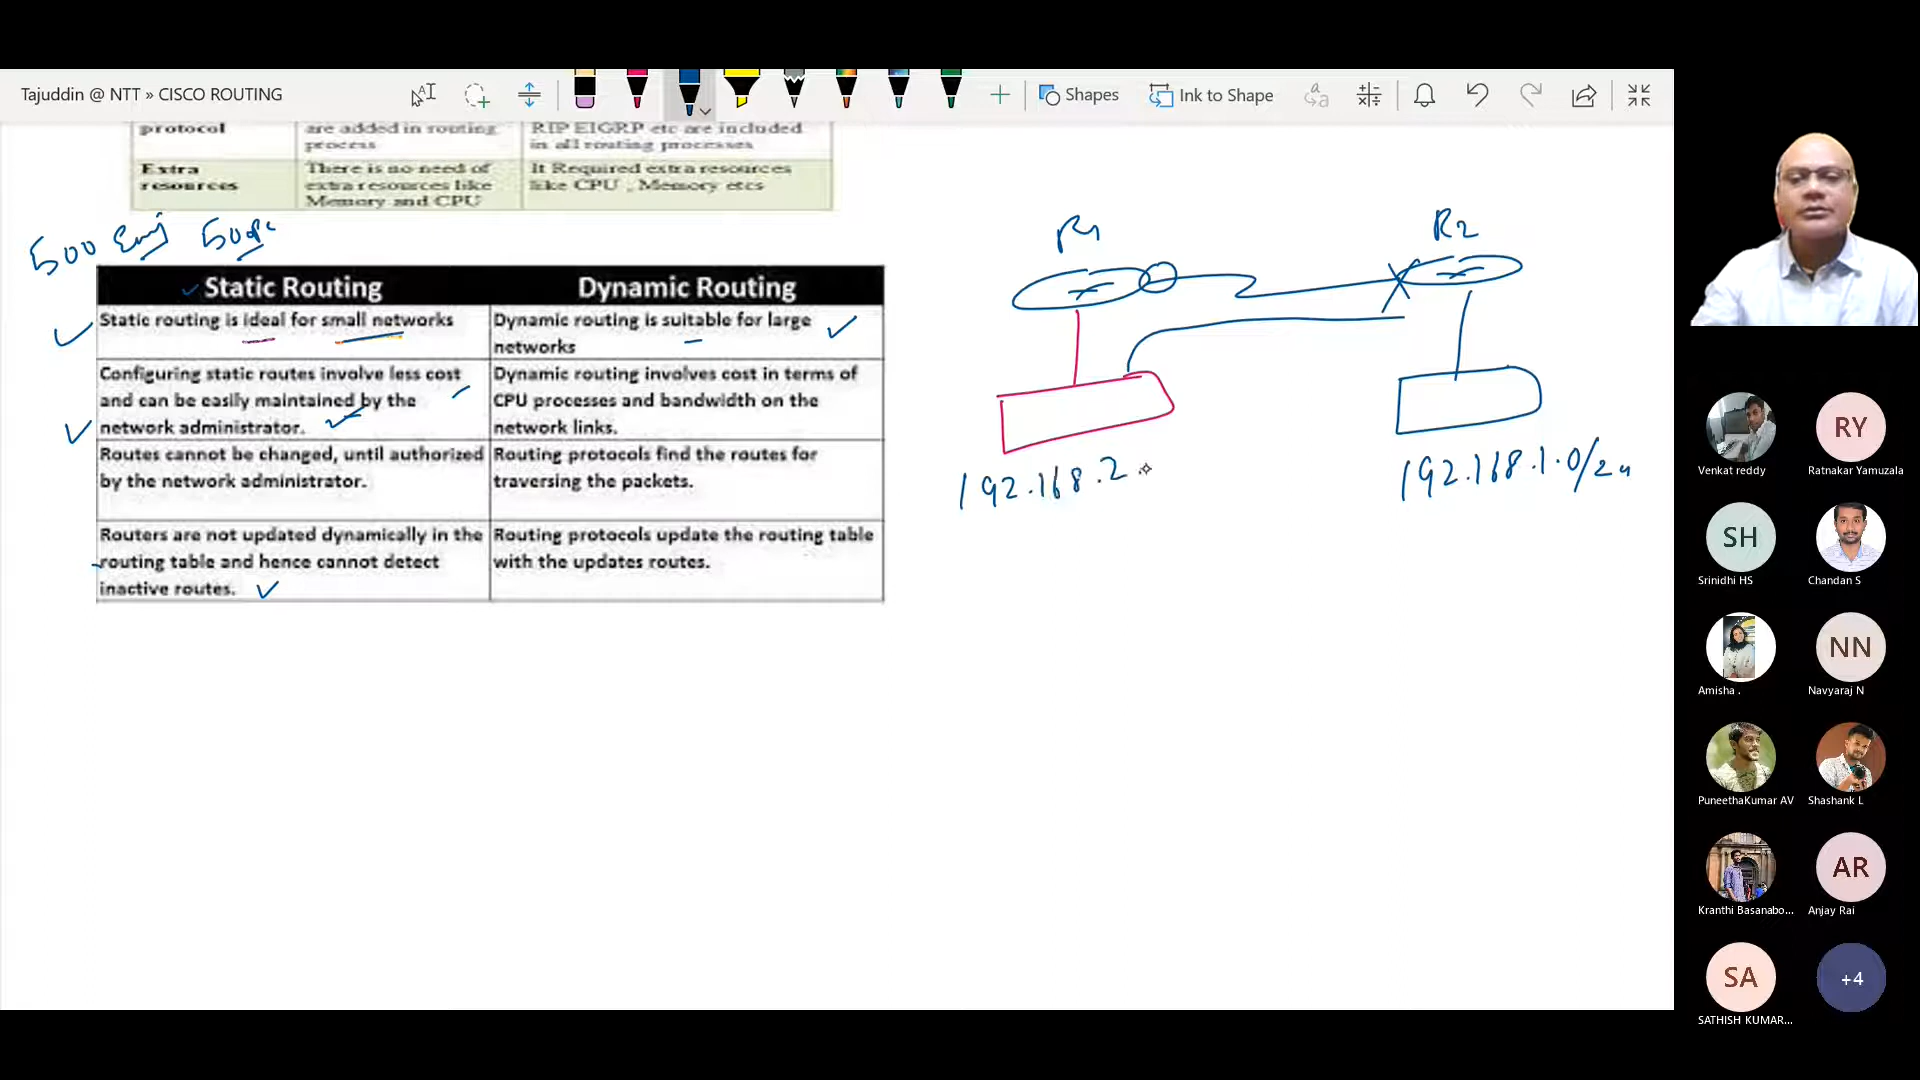 Tajuddin @ NTT » CISCO ROUTING
Shapes
Ink to Shape
protocol
are added in routing process
RIP EIGRP etc are included in all routing processes
Extra resources
There is no need of extra resources like Memory and CPU
It Required extra resources like CPU , Memory etcs
500
Static Routing
Dynamic Routing
Static routing is ideal for small networks
Dynamic routing is suitable for large networks
Configuring static routes involve less cost and can be easily maintained by the network administrator.
Dynamic routing involves cost in terms of CPU processes and bandwidth on the network links.
Routes cannot be changed, until authorized by the network administrator.
Routing protocols find the routes for traversing the packets.
Routers are not updated dynamically in the routing table and hence cannot detect inactive routes.
Routing protocols update the routing table with the updates routes.
R1
R2
192.168.2.
192.168.1.0/24
Venkat reddy
RY
Ratnakar Yamuzala
SH
Srinidhi HS
Chandan S
Amisha .
NN
Navyaraj N
PuneethaKumar AV
Shashank L
Kranthi Basanabo...
AR
Anjay Rai
SA
SATHISH KUMAR...
+4